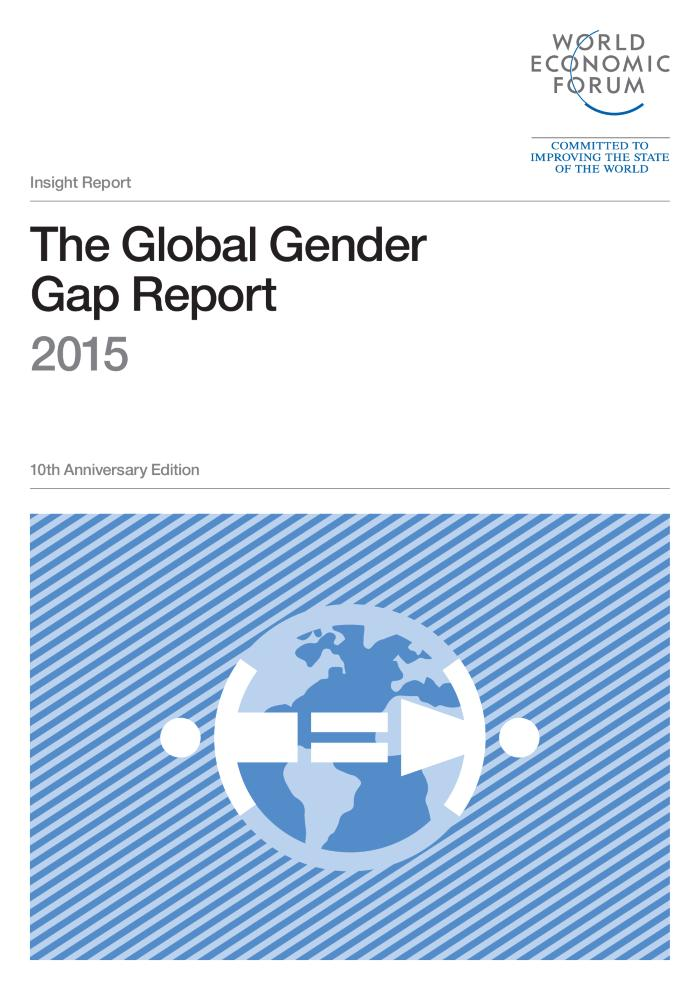 WORLD
ECONOMIC
FORUM
COMMITTED TO
IMPROVING THE STATE
OF THE WORLD
Insight Report
The Global Gender
Gap Report
2015
10th Anniversary Edition